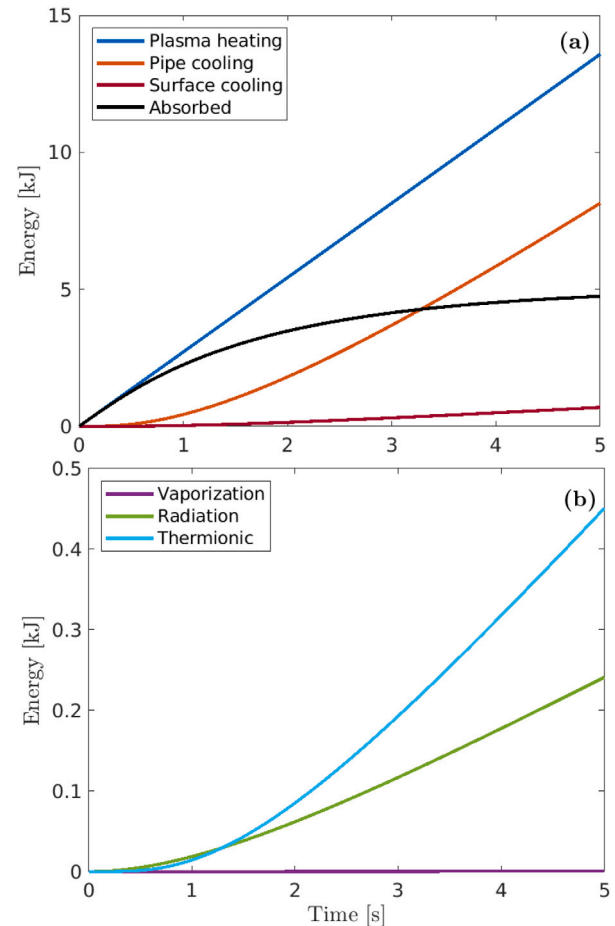 15
Plasma heating
Pipe cooling
Surface cooling
Absorbed
(a)
10
5
0
Energy [kJ]
0 1 2 3 4 5
0.5
Vaporization
Radiation
Thermionic
(b)
0.4
0.3
0.2
0.1
0
Energy [kJ]
0 1 2 3 4 5
Time [s]